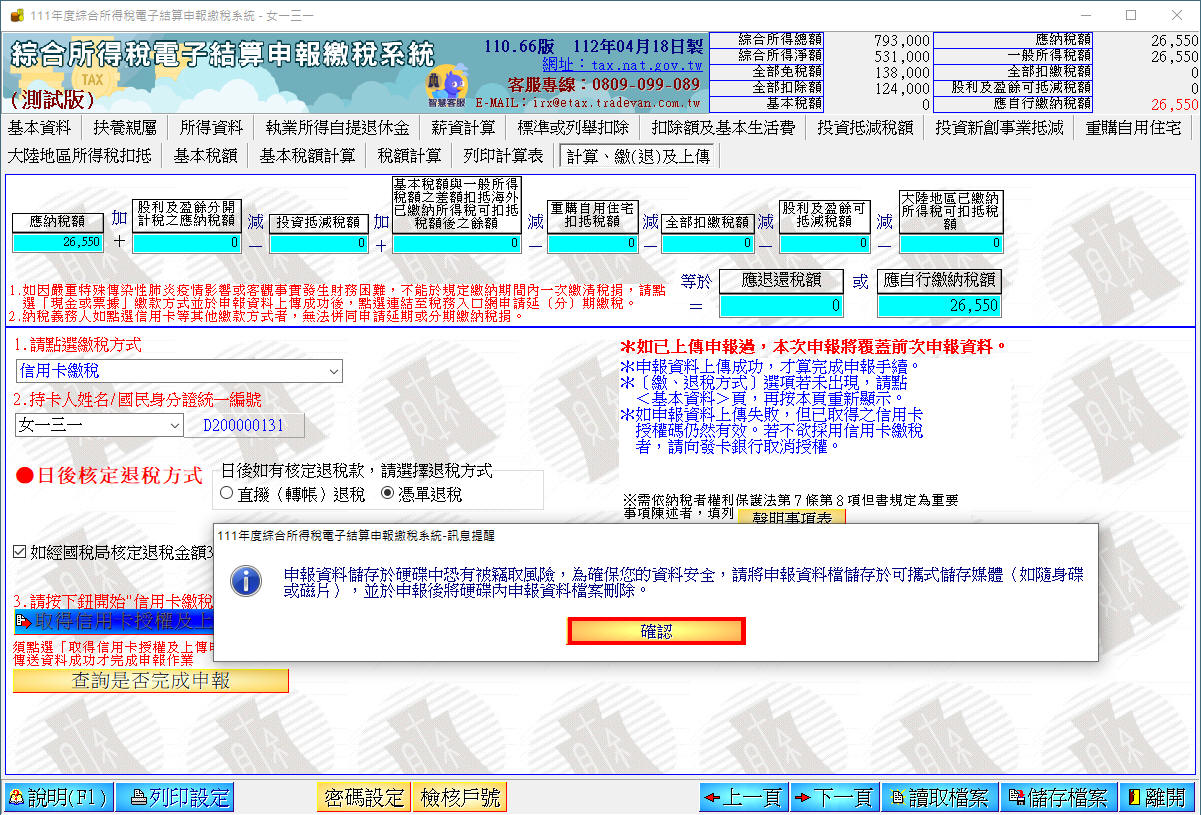 111年度綜合所得稅電子結算申報繳稅系統 - 女一三一
綜合所得稅電子結算申報繳稅系統
TAX
(測試版)
110.66版 112年04月18日製
網址：tax.nat.gov.tw
客服專線：0809-099-089
E-MAIL：irx@etax.tradevan.com.tw
智慧客服
綜合所得總額 793,000 應納稅額 26,550
綜合所得淨額 531,000 一般所得稅額 26,550
全部免稅額 138,000 全部扣繳稅額 0
全部扣除額 124,000 股利及盈餘可抵減稅額 0
基本稅額 0 應自行繳納稅額 26,550
基本資料 扶養親屬 所得資料 執業所得自提退休金 薪資計算 標準或列舉扣除 扣除額及基本生活費 投資抵減稅額 投資新創事業抵減 重購自用住宅
大陸地區所得稅扣抵 基本稅額 基本稅額計算 稅額計算 列印計算表 計算、繳(退)及上傳
應納稅額
26,550
加
＋
股利及盈餘分開
計稅之應納稅額
0
減
－
投資抵減稅額
0
加
＋
基本稅額與一般所得
稅額之差額扣抵海外
已繳納所得稅可扣抵
稅額後之餘額
0
減
－
重購自用住宅
扣抵稅額
0
減
－
全部扣繳稅額
0
減
－
股利及盈餘可
抵減稅額
0
減
－
大陸地區已繳納
所得稅可扣抵稅
額
0
等於
＝
應退還稅額
0
或
應自行繳納稅額
26,550
1.如因嚴重特殊傳染性肺炎疫情影響或客觀事實發生財務困難，不能於規定繳納期間內一次繳清稅捐，請點
選「現金或票據」繳款方式並於申報資料上傳成功後，點選連結至稅務入口網申請延（分）期繳稅。
2.納稅義務人如點選信用卡等其他繳款方式者，無法併同申請延期或分期繳納稅捐。
1.請點選繳稅方式
信用卡繳稅
2.持卡人姓名/國民身分證統一編號
女一三一 D200000131
●日後核定退稅方式
日後如有核定退稅款，請選擇退稅方式
直撥（轉帳）退稅 憑單退稅
＊如已上傳申報過，本次申報將覆蓋前次申報資料。
＊申報資料上傳成功，才算完成申報手續。
＊〔繳、退稅方式〕選項若未出現，請點
＜基本資料＞頁，再按本頁重新顯示。
＊如申報資料上傳失敗，但已取得之信用卡
授權碼仍然有效。若不欲採用信用卡繳稅
者，請向發卡銀行取消授權。
※需依納稅者權利保護法第７條第８項但書規定為重要
事項陳述者，填列 聲明事項表
如經國稅局核定退稅金額3
3.請按下鈕開始"信用卡繳稅
取得信用卡授權及上
須點選「取得信用卡授權及上傳申
傳送資料成功才完成申報作業
查詢是否完成申報
111年度綜合所得稅電子結算申報繳稅系統-訊息提醒
申報資料儲存於硬碟中恐有被竊取風險，為確保您的資料安全，請將申報資料檔儲存於可攜式儲存媒體（如隨身碟
或磁片），並於申報後將硬碟內申報資料檔案刪除。
確認
說明(F1) 列印設定 密碼設定 檢核戶號 上一頁 下一頁 讀取檔案 儲存檔案 離開